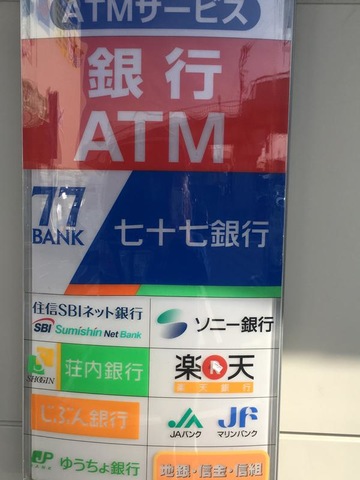 ATMサービス
銀行
ATM
77
BANK
七十七銀行
住信SBIネット銀行
SBI Sumishin Net Bank
ソニー銀行
SHOGIN
荘内銀行
楽天
楽天銀行
じぶん銀行
JA
JAバンク
JF
マリンバンク
JP
BANK
ゆうちょ銀行
地銀・信金・信組